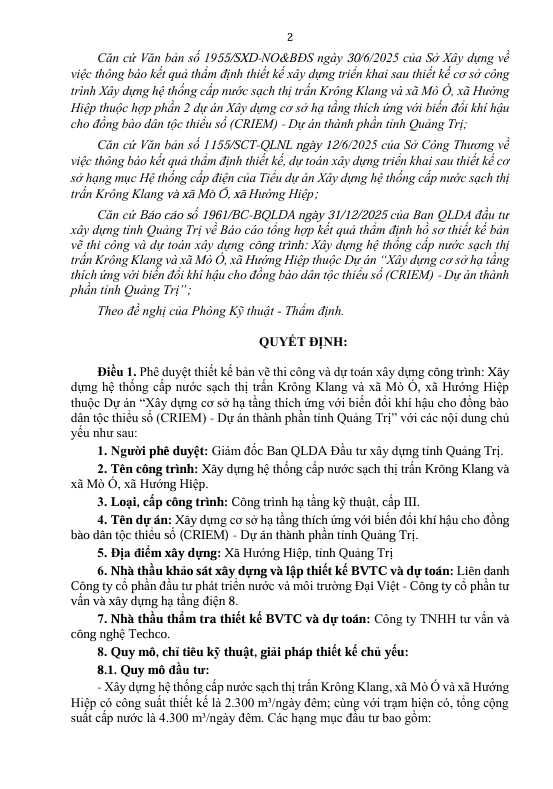 2
Căn cứ Văn bản số 1955/SXD-NO&BĐS ngày 30/6/2025 của Sở Xây dựng về
việc thông báo kết quả thẩm định thiết kế xây dựng triển khai sau thiết kế cơ sở công
trình Xây dựng hệ thống cấp nước sạch thị trấn Krông Klang và xã Mò Ó, xã Hướng
Hiệp thuộc hợp phần 2 dự án Xây dựng cơ sở hạ tầng thích ứng với biến đổi khí hậu
cho đồng bào dân tộc thiểu số (CRIEM) - Dự án thành phần tỉnh Quảng Trị;
Căn cứ Văn bản số 1155/SCT-QLNL ngày 12/6/2025 của Sở Công Thương về
việc thông báo kết quả thẩm định thiết kế, dự toán xây dựng triển khai sau thiết kế cơ
sở hạng mục Hệ thống cấp điện của Tiểu dự án Xây dựng hệ thống cấp nước sạch thị
trấn Krông Klang và xã Mò Ó, xã Hướng Hiệp;
Căn cứ Báo cáo số 1961/BC-BQLDA ngày 31/12/2025 của Ban QLDA đầu tư
xây dựng tỉnh Quảng Trị về Báo cáo tổng hợp kết quả thẩm định hồ sơ thiết kế bản
vẽ thi công và dự toán xây dựng công trình: Xây dựng hệ thống cấp nước sạch thị
trấn Krông Klang và xã Mò Ó, xã Hướng Hiệp thuộc Dự án “Xây dựng cơ sở hạ tầng
thích ứng với biến đổi khí hậu cho đồng bào dân tộc thiểu số (CRIEM) - Dự án thành
phần tỉnh Quảng Trị”;
Theo đề nghị của Phòng Kỹ thuật - Thẩm định.
QUYẾT ĐỊNH:
Điều 1. Phê duyệt thiết kế bản vẽ thi công và dự toán xây dựng công trình: Xây
dựng hệ thống cấp nước sạch thị trấn Krông Klang và xã Mò Ó, xã Hướng Hiệp
thuộc Dự án “Xây dựng cơ sở hạ tầng thích ứng với biến đổi khí hậu cho đồng bào
dân tộc thiểu số (CRIEM) - Dự án thành phần tỉnh Quảng Trị” với các nội dung chủ
yếu như sau:
1. Người phê duyệt: Giám đốc Ban QLDA Đầu tư xây dựng tỉnh Quảng Trị.
2. Tên công trình: Xây dựng hệ thống cấp nước sạch thị trấn Krông Klang và
xã Mò Ó, xã Hướng Hiệp.
3. Loại, cấp công trình: Công trình hạ tầng kỹ thuật, cấp III.
4. Tên dự án: Xây dựng cơ sở hạ tầng thích ứng với biến đổi khí hậu cho đồng
bào dân tộc thiểu số (CRIEM) - Dự án thành phần tỉnh Quảng Trị.
5. Địa điểm xây dựng: Xã Hướng Hiệp, tỉnh Quảng Trị
6. Nhà thầu khảo sát xây dựng và lập thiết kế BVTC và dự toán: Liên danh
Công ty cổ phần đầu tư phát triển nước và môi trường Đại Việt - Công ty cổ phần tư
vấn và xây dựng hạ tầng điện 8.
7. Nhà thầu thẩm tra thiết kế BVTC và dự toán: Công ty TNHH tư vấn và
công nghệ Techco.
8. Quy mô, chỉ tiêu kỹ thuật, giải pháp thiết kế chủ yếu:
8.1. Quy mô đầu tư:
- Xây dựng hệ thống cấp nước sạch thị trấn Krông Klang, xã Mò Ó và xã Hướng
Hiệp có công suất thiết kế là 2.300 m³/ngày đêm; cùng với trạm hiện có, tổng cộng
suất cấp nước là 4.300 m³/ngày đêm. Các hạng mục đầu tư bao gồm: